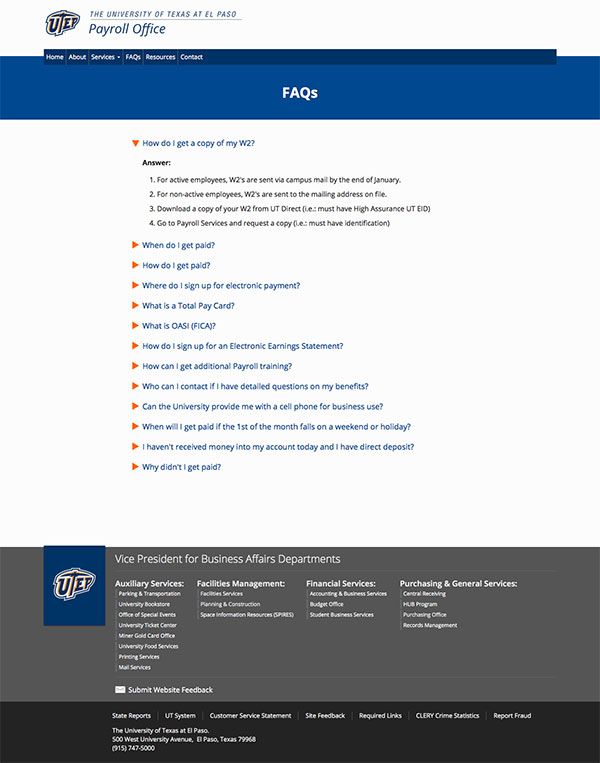 UTEP
THE UNIVERSITY OF TEXAS AT EL PASO
Payroll Office
Home About Services FAQs Resources Contact
FAQs
How do I get a copy of my W2?
Answer:
1. For active employees, W2's are sent via campus mail by the end of January.
2. For non-active employees, W2's are sent to the mailing address on file.
3. Download a copy of your W2 from UT Direct (i.e.: must have High Assurance UT EID)
4. Go to Payroll Services and request a copy (i.e.: must have identification)
When do I get paid?
How do I get paid?
Where do I sign up for electronic payment?
What is a Total Pay Card?
What is OASI (FICA)?
How do I sign up for an Electronic Earnings Statement?
How can I get additional Payroll training?
Who can I contact if I have detailed questions on my benefits?
Can the University provide me with a cell phone for business use?
When will I get paid if the 1st of the month falls on a weekend or holiday?
I haven't received money into my account today and I have direct deposit?
Why didn't I get paid?
UTEP
Vice President for Business Affairs Departments
Auxiliary Services:
Parking & Transportation
University Bookstore
Office of Special Events
University Ticket Center
Miner Gold Card Office
University Food Services
Printing Services
Mail Services
Facilities Management:
Facilities Services
Planning & Construction
Space Information Resources (SPIRES)
Financial Services:
Accounting & Business Services
Budget Office
Student Business Services
Purchasing & General Services:
Central Receiving
HUB Program
Purchasing Office
Records Management
Submit Website Feedback
State Reports UT System Customer Service Statement Site Feedback Required Links CLERY Crime Statistics Report Fraud
The University of Texas at El Paso.
500 West University Avenue, El Paso, Texas 79968
(915) 747-5000